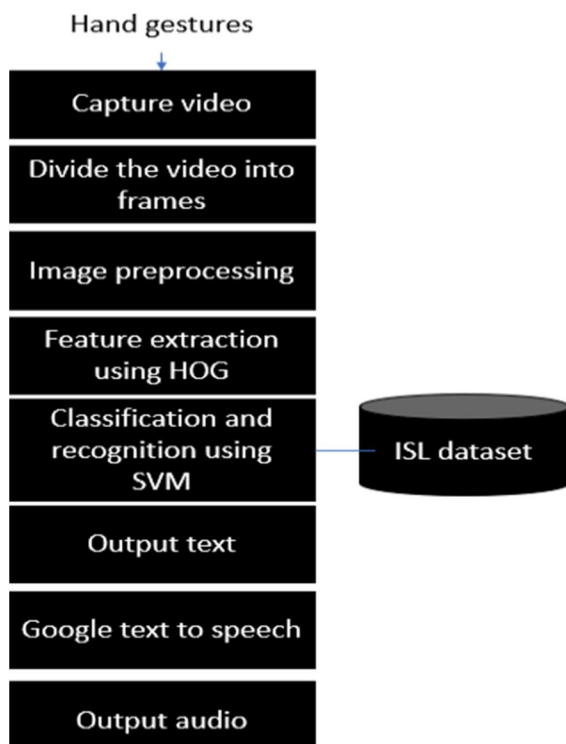 Hand gestures
Capture video
Divide the video into
frames
Image preprocessing
Feature extraction
using HOG
Classification and
recognition using
SVM
ISL dataset
Output text
Google text to speech
Output audio